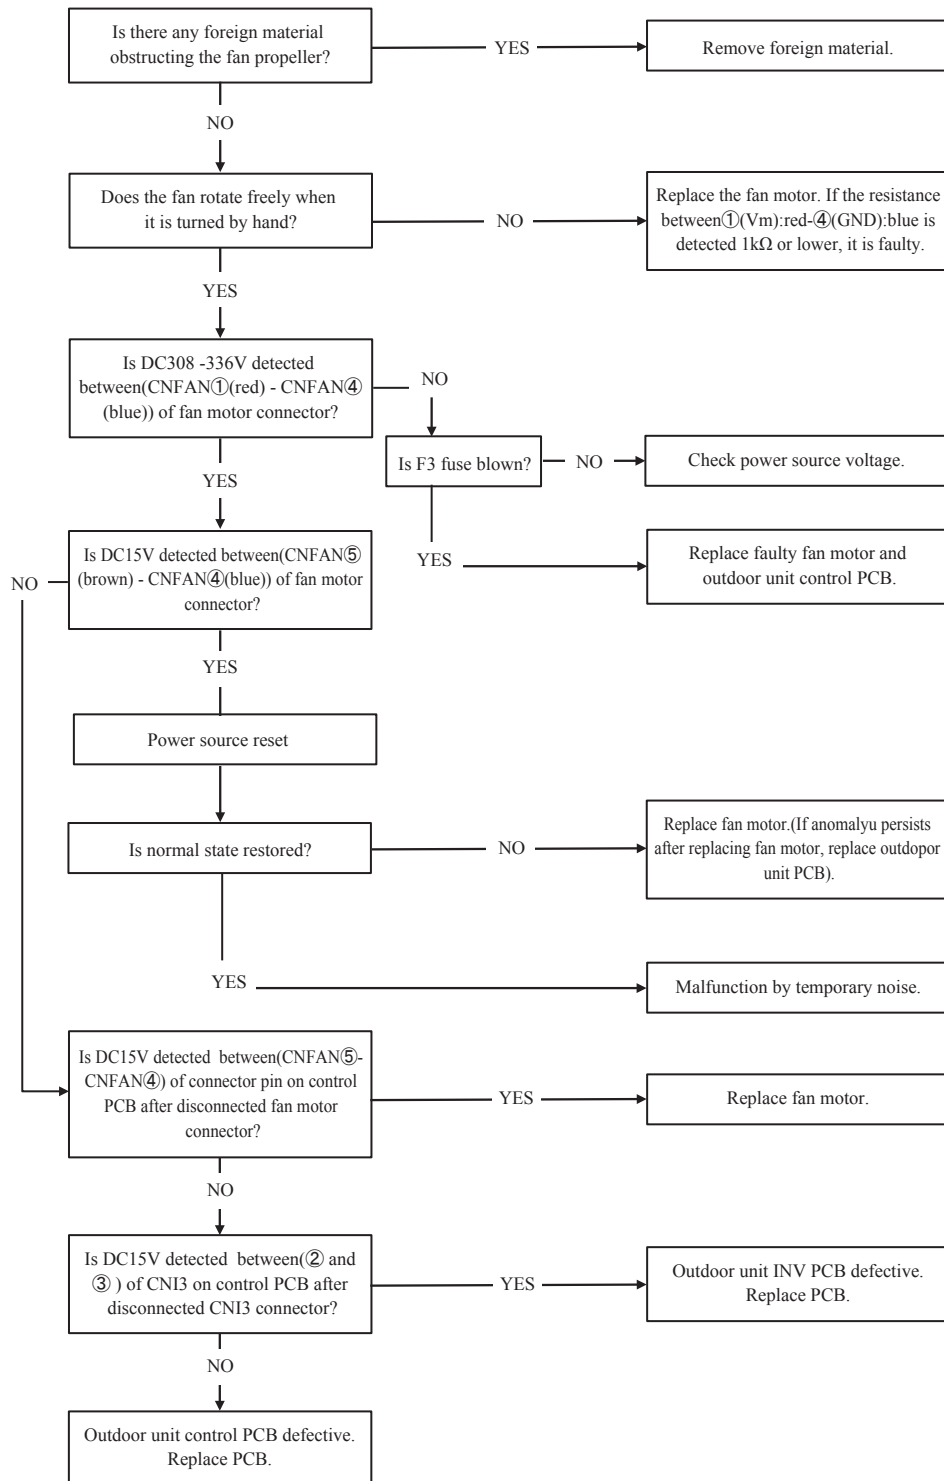 Is there any foreign material
obstructing the fan propeller?
YES
Remove foreign material.
NO
Does the fan rotate freely when
it is turned by hand?
NO
Replace the fan motor. If the resistance
between①(Vm):red-④(GND):blue is
detected 1kΩ or lower, it is faulty.
YES
Is DC308 -336V detected
between(CNFAN①(red) - CNFAN④
(blue)) of fan motor connector?
NO
Is F3 fuse blown?
NO
Check power source voltage.
YES
YES
Replace faulty fan motor and
outdoor unit control PCB.
Is DC15V detected between(CNFAN⑤
(brown) - CNFAN④(blue)) of fan motor
connector?
NO
YES
Power source reset
Is normal state restored?
NO
Replace fan motor.(If anomalyu persists
after replacing fan motor, replace outdopor
unit PCB).
YES
Malfunction by temporary noise.
Is DC15V detected between(CNFAN⑤-
CNFAN④) of connector pin on control
PCB after disconnected fan motor
connector?
YES
Replace fan motor.
NO
Is DC15V detected between(② and
③ ) of CNI3 on control PCB after
disconnected CNI3 connector?
YES
Outdoor unit INV PCB defective.
Replace PCB.
NO
Outdoor unit control PCB defective.
Replace PCB.